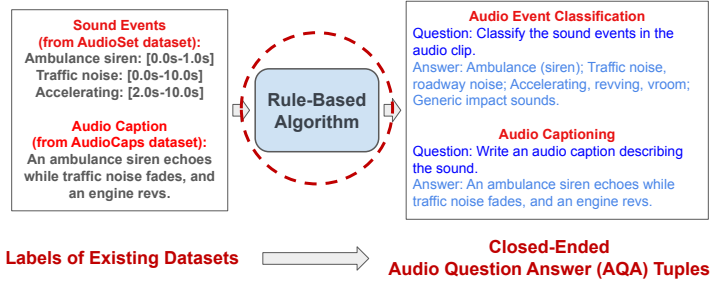 Sound Events
(from AudioSet dataset):
Ambulance siren: [0.0s-1.0s]
Traffic noise: [0.0s-10.0s]
Accelerating: [2.0s-10.0s]
Audio Caption
(from AudioCaps dataset):
An ambulance siren echoes
while traffic noise fades, and
an engine revs.
Rule-Based
Algorithm
Audio Event Classification
Question: Classify the sound events in the
audio clip.
Answer: Ambulance (siren); Traffic noise,
roadway noise; Accelerating, revving, vroom;
Generic impact sounds.
Audio Captioning
Question: Write an audio caption describing
the sound.
Answer: An ambulance siren echoes while
traffic noise fades, and an engine revs.
Labels of Existing Datasets
Closed-Ended
Audio Question Answer (AQA) Tuples